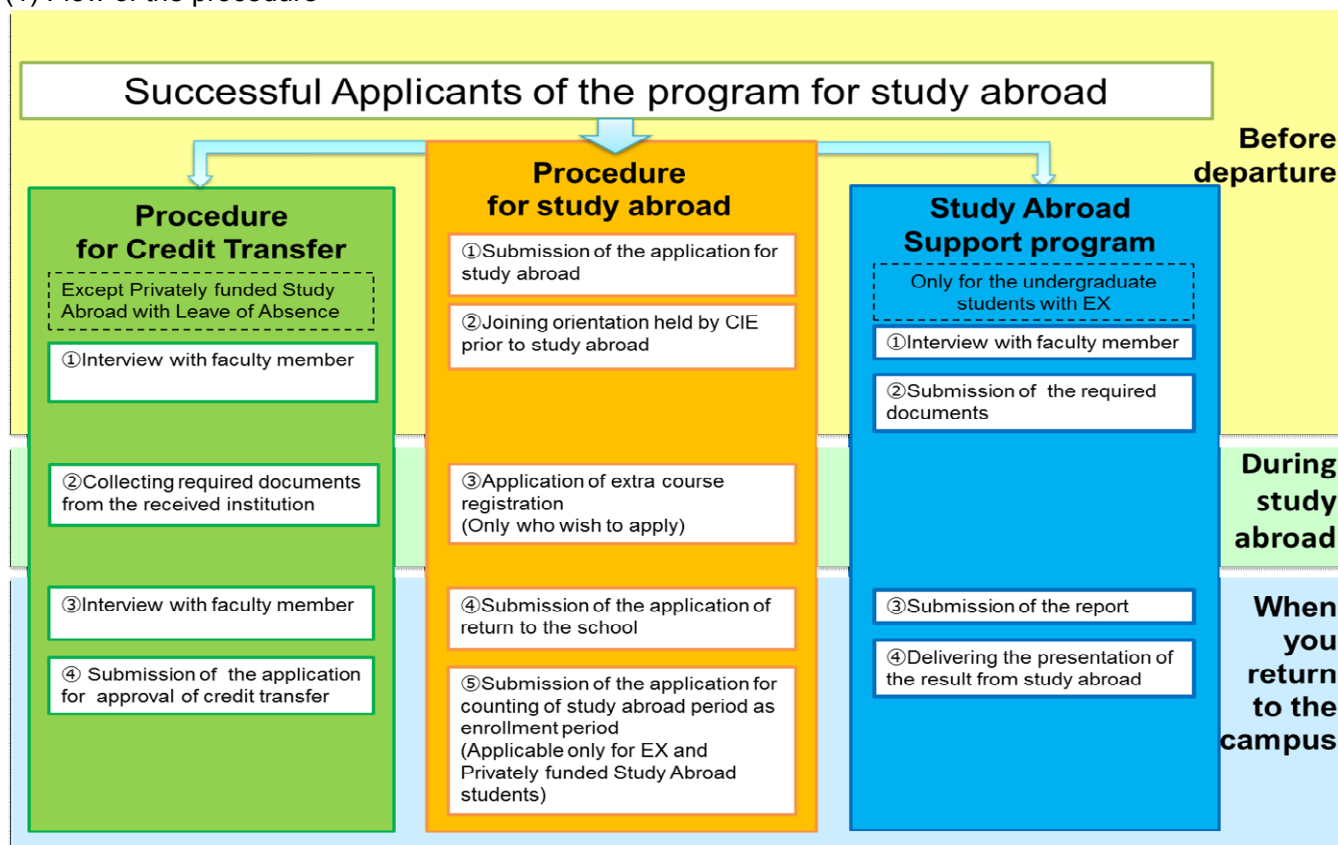 Successful Applicants of the program for study abroad
Before
departure
Procedure
for Credit Transfer
Except Privately funded Study
Abroad with Leave of Absence
①Interview with faculty member
②Collecting required documents
from the received institution
③Interview with faculty member
④ Submission of the application
for approval of credit transfer
Procedure
for study abroad
①Submission of the application for
study abroad
②Joining orientation held by CIE
prior to study abroad
③Application of extra course
registration
(Only who wish to apply)
④Submission of the application of
return to the school
⑤Submission of the application for
counting of study abroad period as
enrollment period
(Applicable only for EX and
Privately funded Study Abroad
students)
Study Abroad
Support program
Only for the undergraduate
students with EX
①Interview with faculty member
②Submission of the required
documents
③Submission of the report
④Delivering the presentation of
the result from study abroad
During
study
abroad
When
you
return
to the
campus